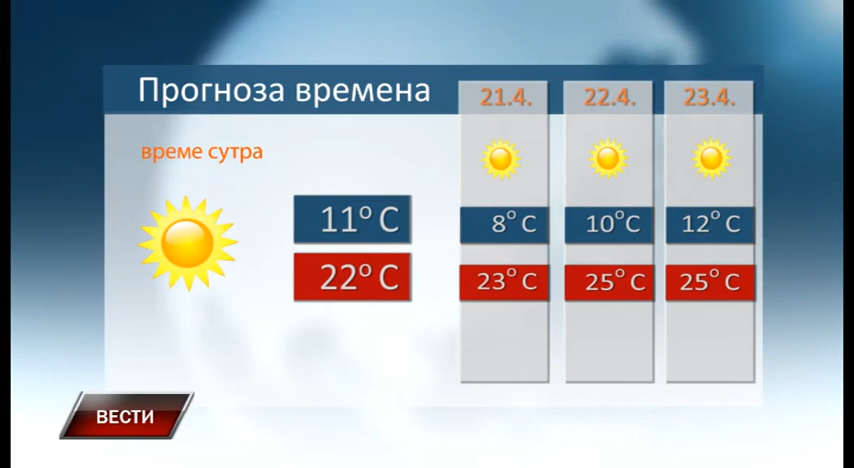 Прогноза времена
време сутра
11° C
22° C
21.4. 22.4. 23.4.
8° C 10°C 12° C
23° C 25° C 25° C
ВЕСТИ